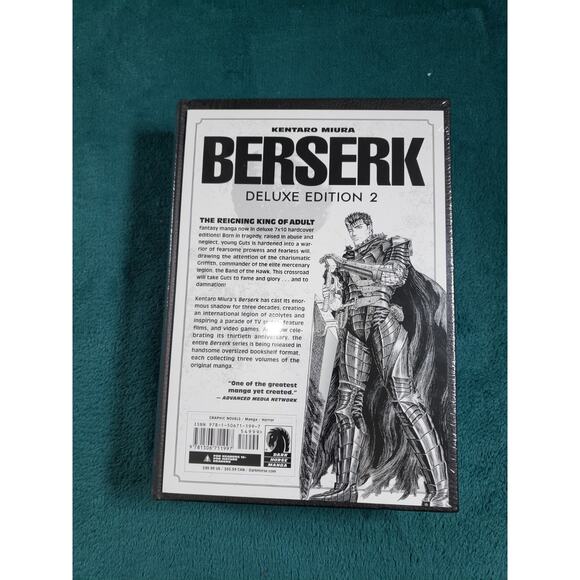 KENTARO MIURA
BERSERK
DELUXE EDITION 2
THE REIGNING KING OF ADULT
fantasy manga now in deluxe 7x10 hardcover
editions! Born in tragedy, raised in abuse and
neglect, young Guts is hardened into a war-
rior of fearsome prowess and fearless will,
drawing the attention of the charismatic
Griffith, commander of the elite mercenary
legion, the Band of the Hawk. This crossroad
will take Guts to fame and glory . . . and to
damnation!
Kentaro Miura's Berserk has cast its enor-
mous shadow for three decades, creating
an international legion of acolytes and
inspiring a parade of TV feature
films, and video games. now cele-
brating its thirtieth anniversary, the
entire Berserk series is being released in
handsome oversized bookshelf format,
each collecting three volumes of the
original manga.
"One of the greatest
manga yet created."
— ADVANCED MEDIA NETWORK
GRAPHIC NOVELS / Manga / Horror
ISBN 978-1-50671-199-7
54999
9781506711997
DARK
HORSE
MANGA
DarkHorse.com